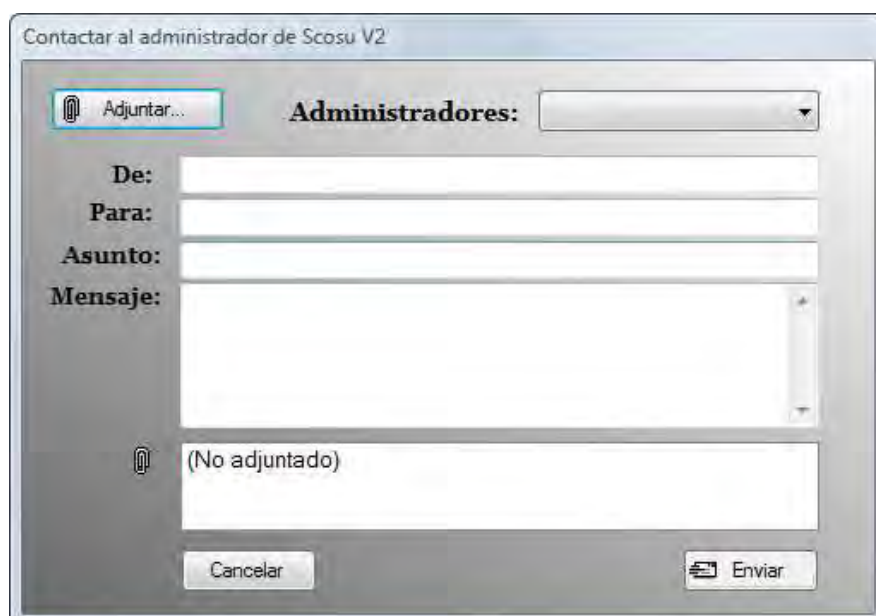 Contactar al administrador de Scosu V2
Adjuntar... Administradores:
De:
Para:
Asunto:
Mensaje:
(No adjuntado)
Cancelar Enviar